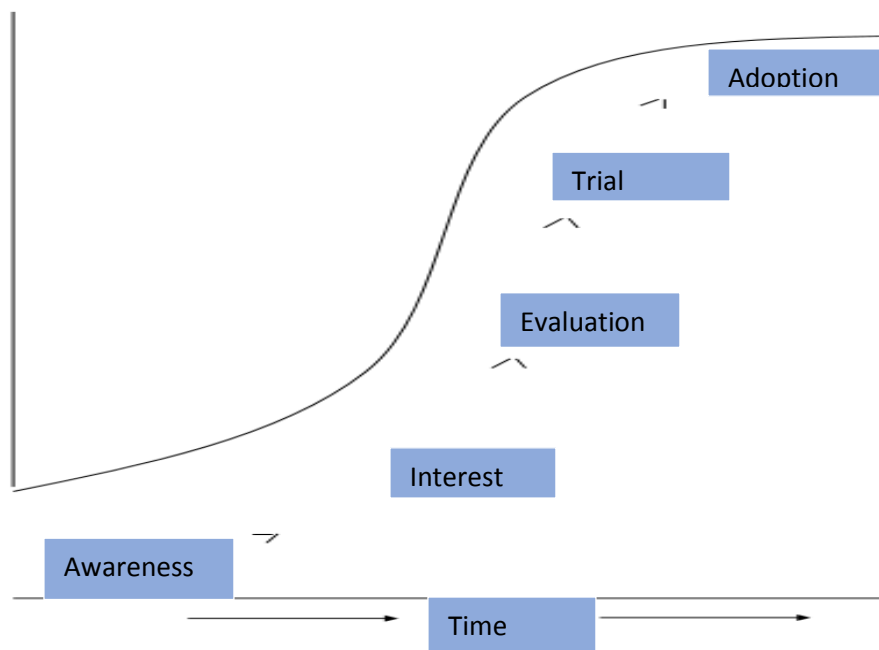 Adoption
Trial
Evaluation
Interest
Awareness
Time